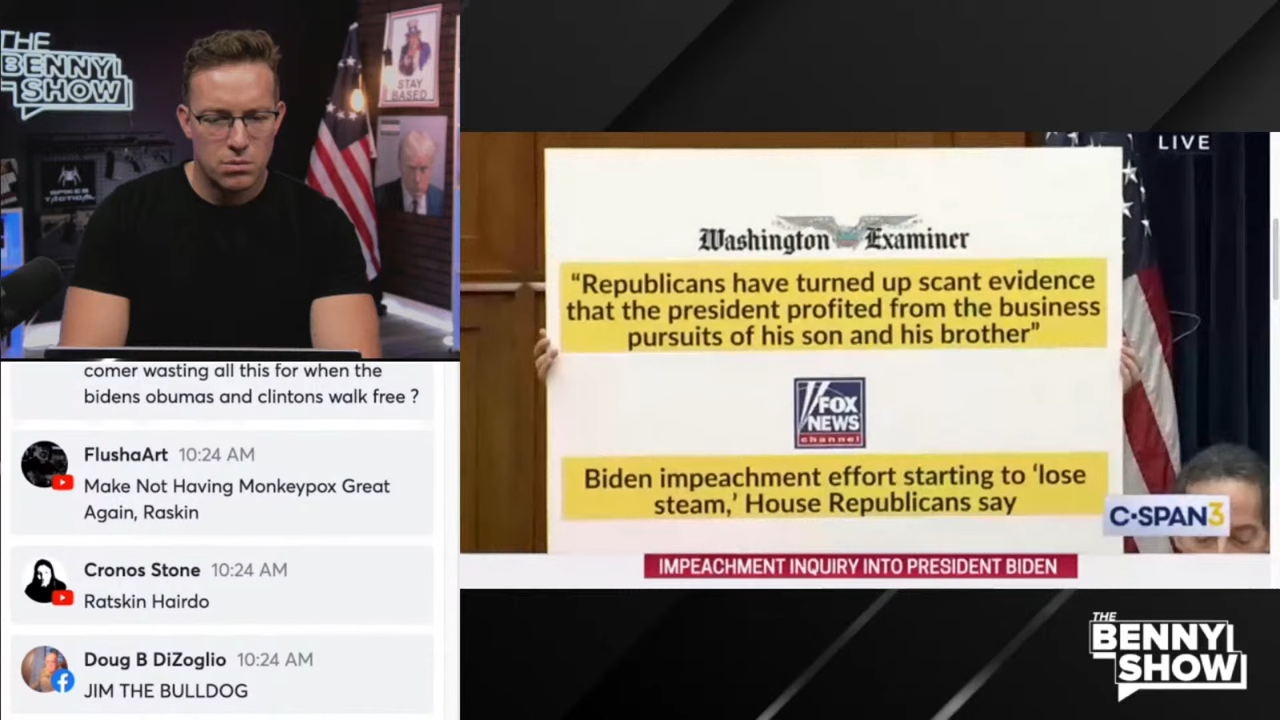 THE
BENNY
SHOW
STAY
BASED
SPIKE'S
TACTICAL
comer wasting all this for when the
bidens obumas and clintons walk free ?
FlushaArt 10:24 AM
Make Not Having Monkeypox Great
Again, Raskin
Cronos Stone 10:24 AM
Ratskin Hairdo
Doug B DiZoglio 10:24 AM
JIM THE BULLDOG
LIVE
Washington Examiner
“Republicans have turned up scant evidence
that the president profited from the business
pursuits of his son and his brother”
FOX
NEWS
channel
Biden impeachment effort starting to ‘lose
steam,’ House Republicans say
C-SPAN3
IMPEACHMENT INQUIRY INTO PRESIDENT BIDEN
THE
BENNY
SHOW